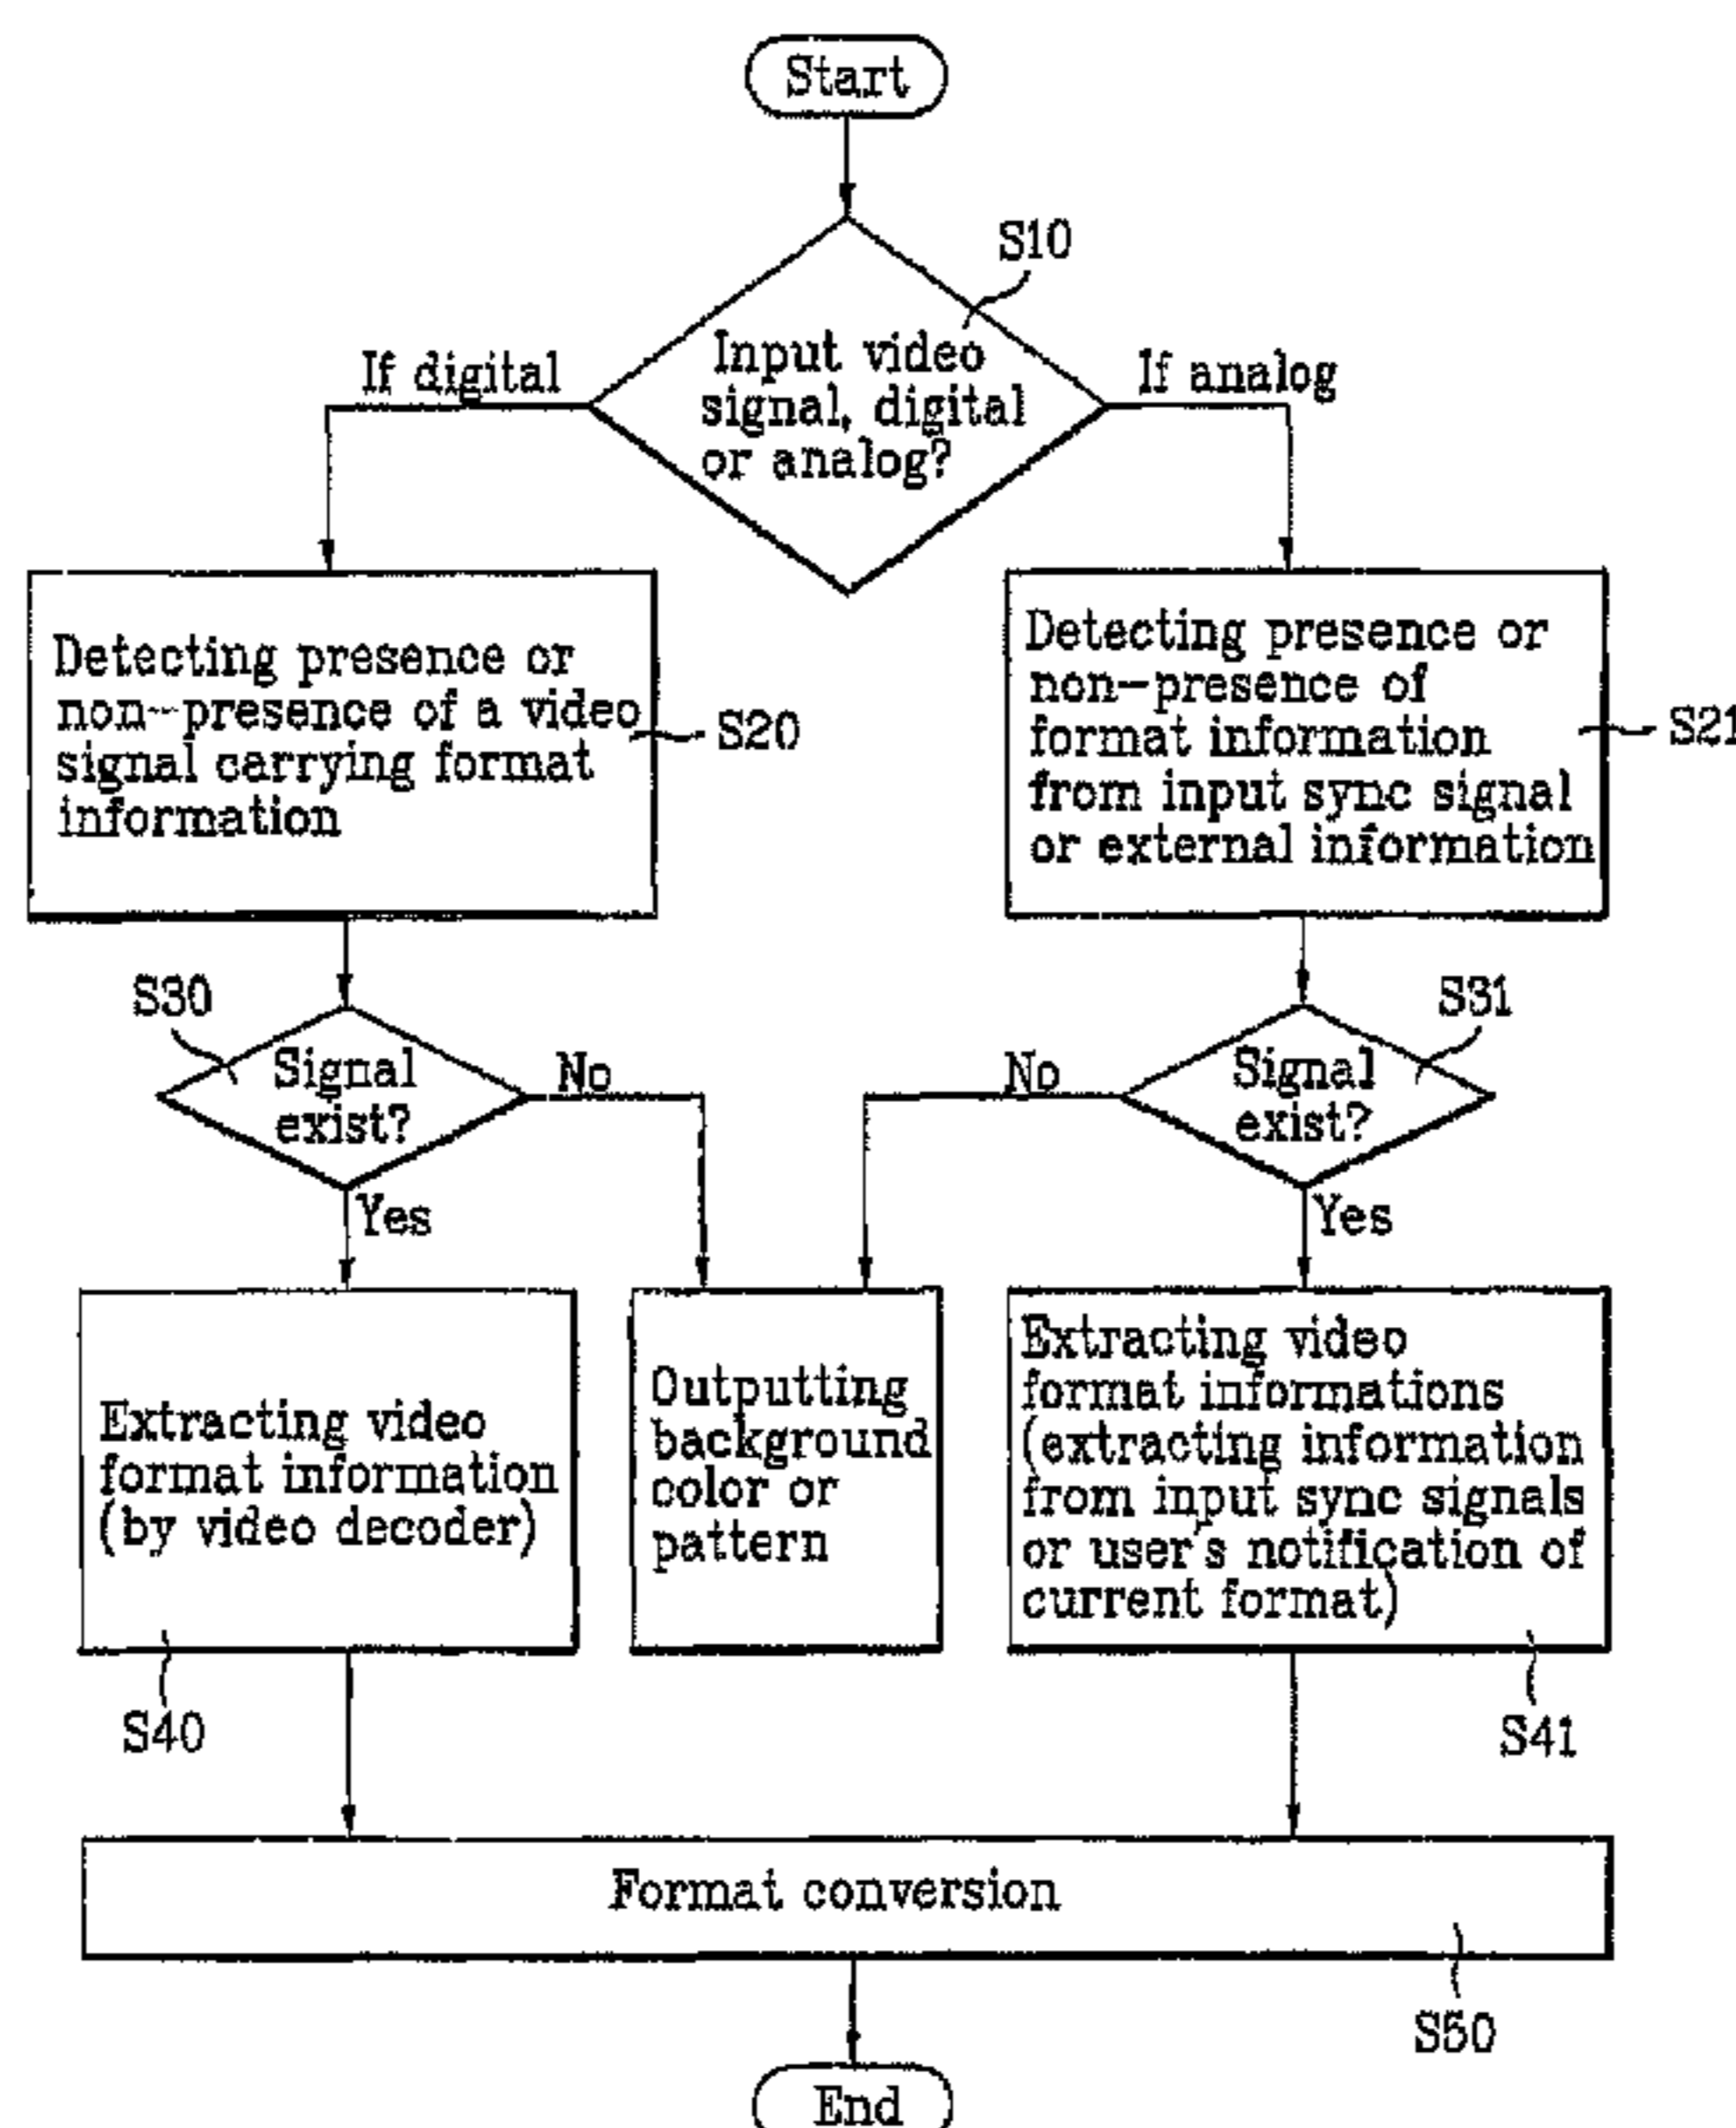 Start
S10
Input video
signal, digital
or analog?
If digital
If analog
Detecting presence or
non-presence of a video
signal carrying format
information
S20
Detecting presence or
non-presence of
format information
from input sync signal
or external information
S21
S30
Signal
exist?
No
Yes
S31
Signal
exist?
No
Yes
Extracting video
format information
(by video decoder)
S40
Outputting
background
color or
pattern
Extracting video
format informations
(extracting information
from input sync signals
or user's notification of
current format)
S41
Format conversion
S50
End